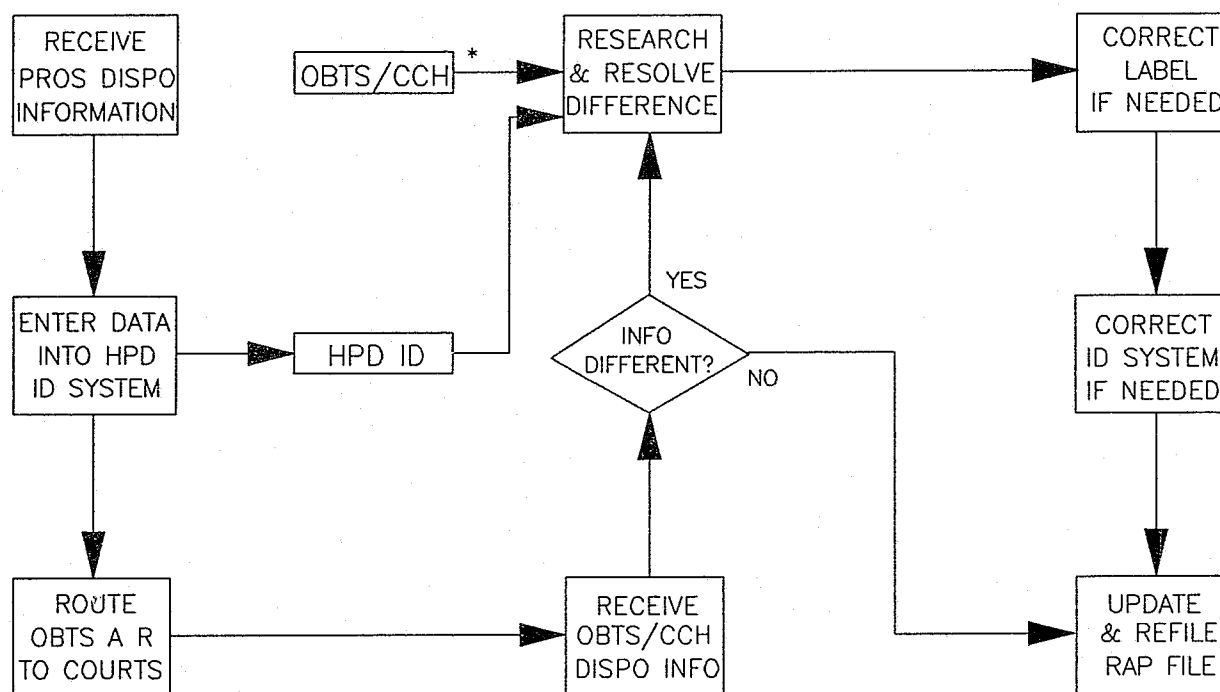 RECEIVE
PROS DISPO
INFORMATION
OBTS/CCH
*
RESEARCH
& RESOLVE
DIFFERENCE
CORRECT
LABEL
IF NEEDED
ENTER DATA
INTO HPD
ID SYSTEM
HPD ID
YES
INFO
DIFFERENT?
NO
CORRECT
ID SYSTEM
IF NEEDED
ROUTE
OBTS A R
TO COURTS
RECEIVE
OBTS/CCH
DISPO INFO
UPDATE
& REFILE
RAP FILE